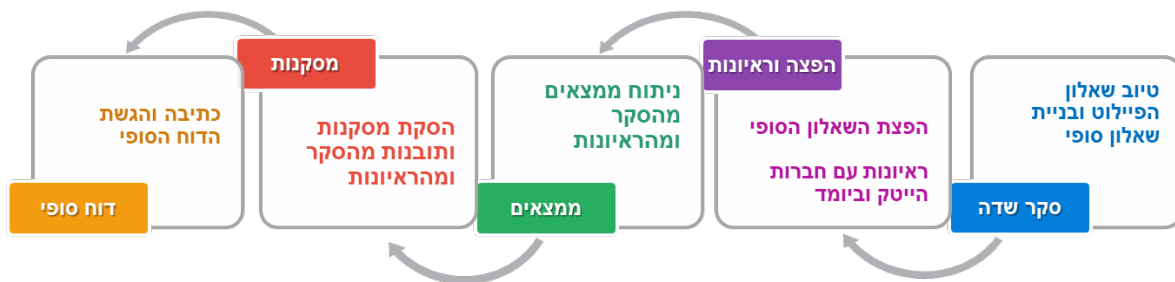 טיוב שאלון
הפיילוט ובניית
שאלון סופי
סקר שדה
הפצה וראיונות
הפצת השאלון הסופי
ראיונות עם חברות
הייטק וביומד
ניתוח ממצאים
מהסקר
ומהראיונות
ממצאים
מסקנות
הסקת מסקנות
ותובנות מהסקר
ומהראיונות
כתיבה והגשת
הדוח הסופי
דוח סופי